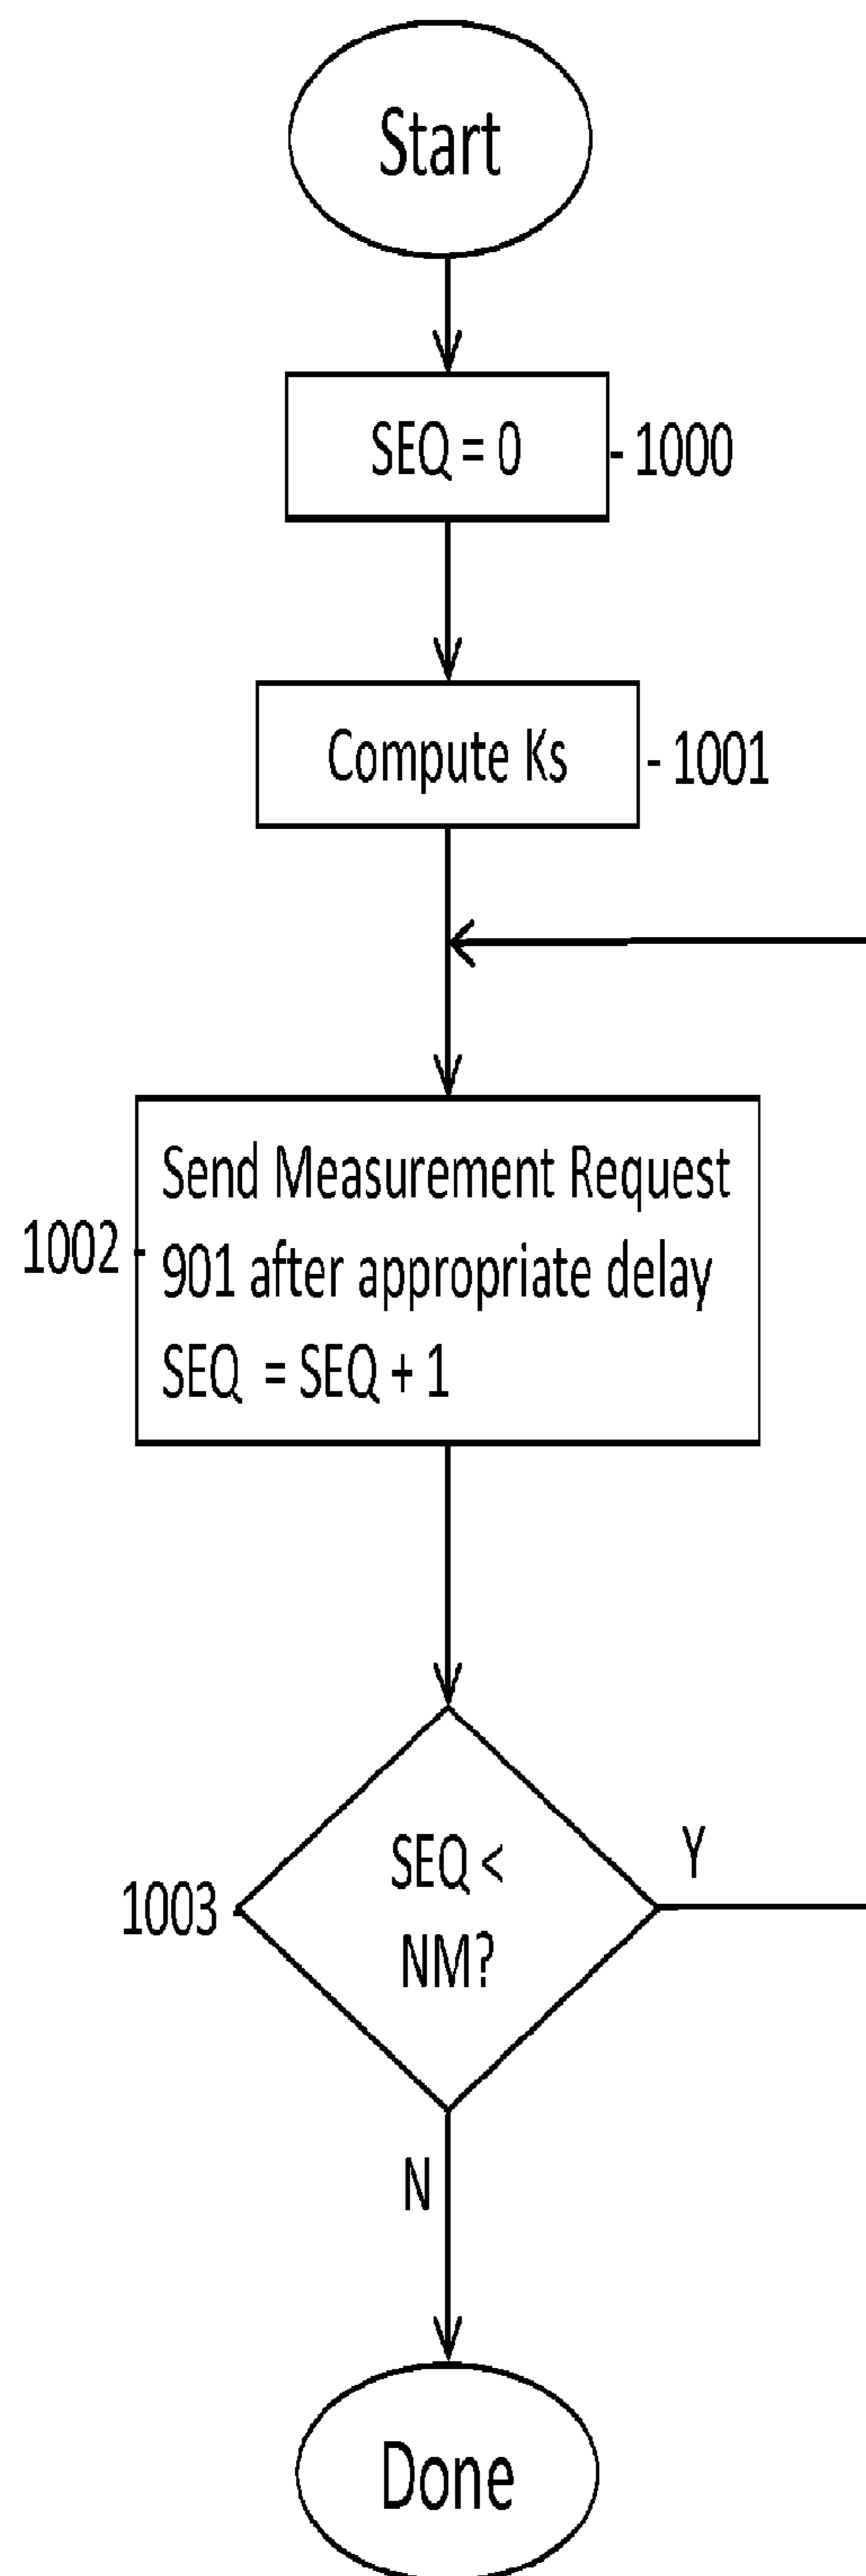 Start
SEQ = 0
- 1000
Compute Ks
- 1001
1002 -
Send Measurement Request
901 after appropriate delay
SEQ = SEQ + 1
1003 -
SEQ <
NM?
Y
N
Done